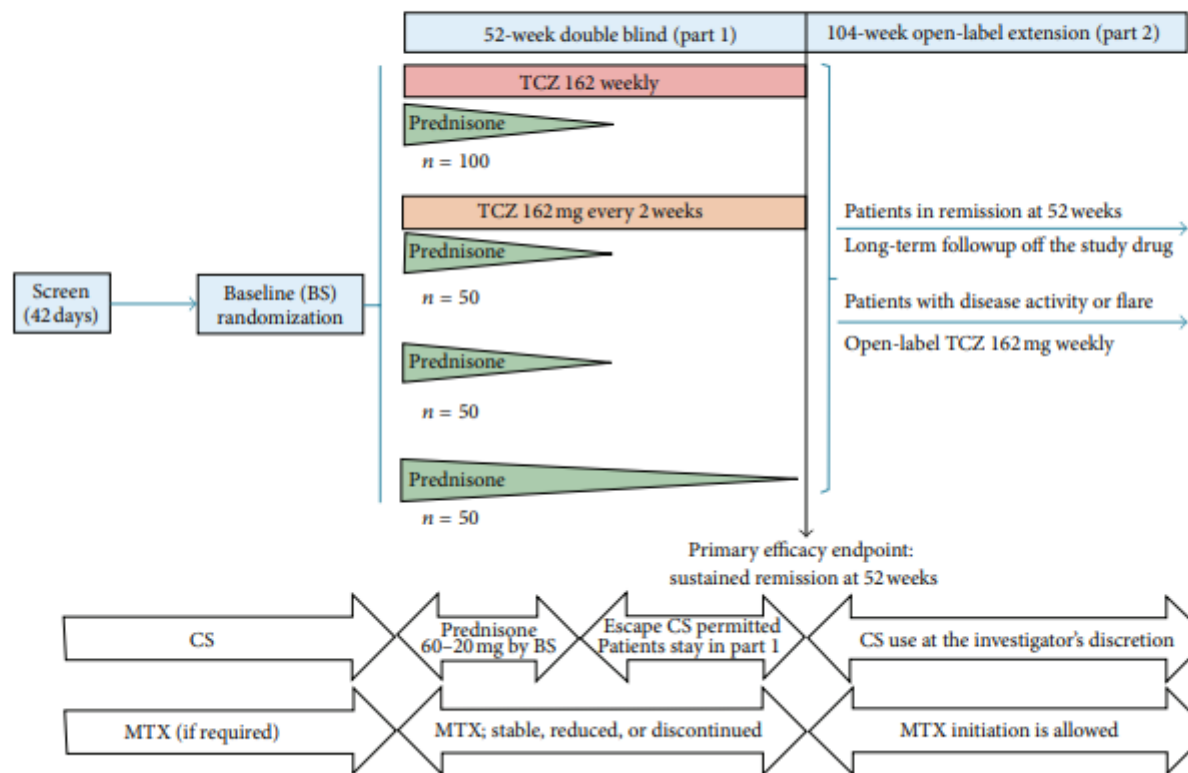 52-week double blind (part 1)
104-week open-label extension (part 2)
TCZ 162 weekly
Prednisone
n = 100
TCZ 162 mg every 2 weeks
Prednisone
n = 50
Prednisone
n = 50
Prednisone
n = 50
Screen
(42 days)
Baseline (BS)
randomization
Patients in remission at 52 weeks
Long-term followup off the study drug
Patients with disease activity or flare
Open-label TCZ 162 mg weekly
Primary efficacy endpoint:
sustained remission at 52 weeks
CS
Prednisone
60–20 mg by BS
Escape CS permitted
Patients stay in part 1
CS use at the investigator's discretion
MTX (if required)
MTX; stable, reduced, or discontinued
MTX initiation is allowed